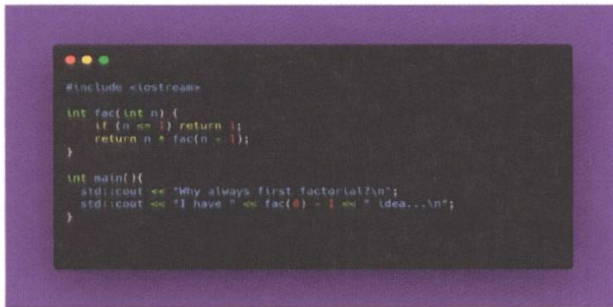 #include <iostream>
int fac(int n) {
if (n <= 1) return 1;
return n * fac(n - 1);
}
int main(){
std::cout << "Why always first factorial?\n";
std::cout << "I have " << fac(0) - 1 << " idea...\n";
}